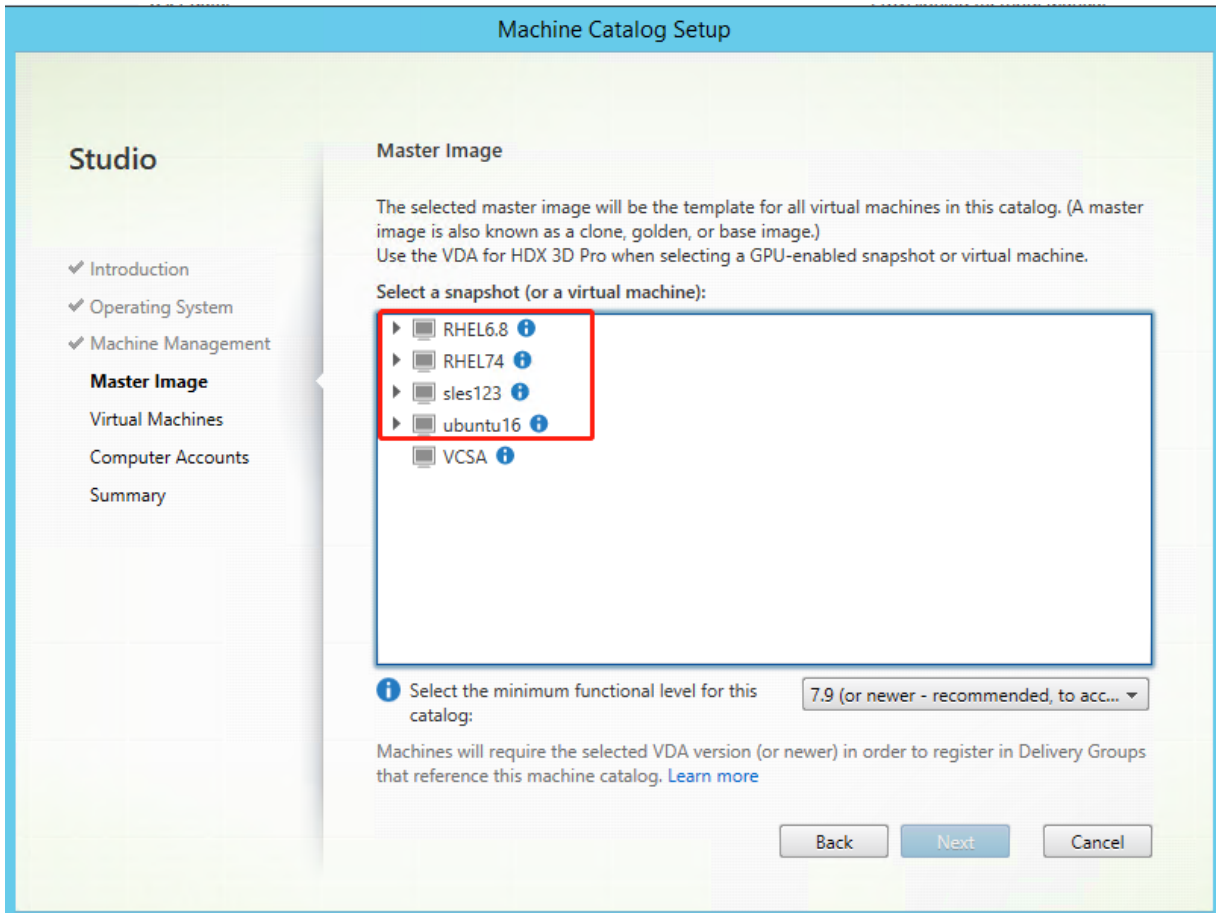 Machine Catalog Setup
Studio
Introduction
Operating System
Machine Management
Master Image
Virtual Machines
Computer Accounts
Summary
Master Image
The selected master image will be the template for all virtual machines in this catalog. (A master
image is also known as a clone, golden, or base image.)
Use the VDA for HDX 3D Pro when selecting a GPU-enabled snapshot or virtual machine.
Select a snapshot (or a virtual machine):
RHEL6.8
RHEL74
sles123
ubuntu16
VCSA
Select the minimum functional level for this
catalog:
7.9 (or newer - recommended, to acc...
Machines will require the selected VDA version (or newer) in order to register in Delivery Groups
that reference this machine catalog. Learn more
Back
Next
Cancel